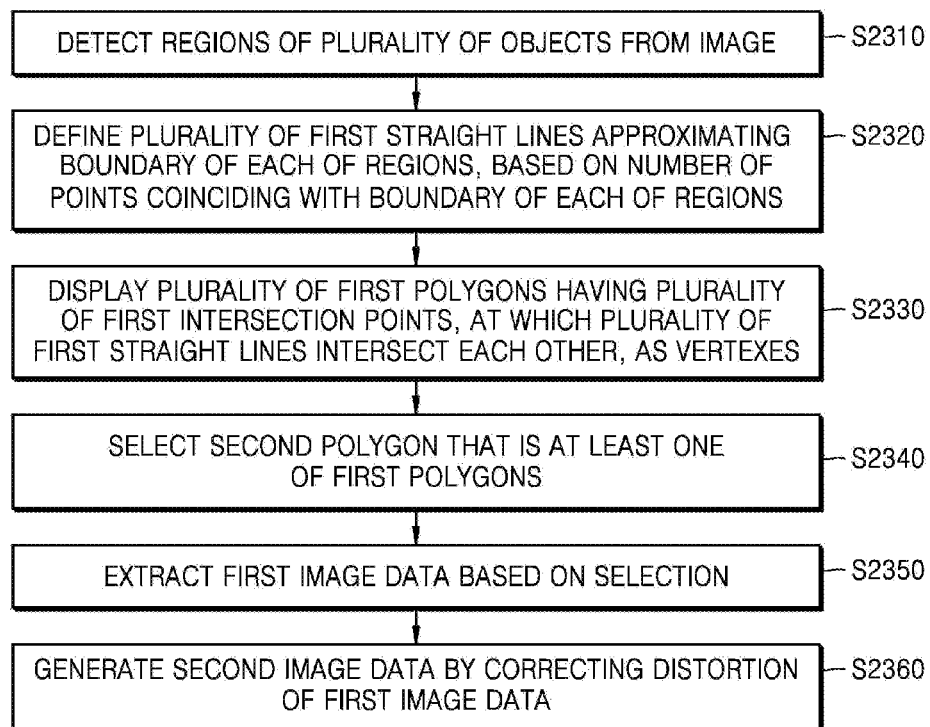 DETECT REGIONS OF PLURALITY OF OBJECTS FROM IMAGE
S2310
DEFINE PLURALITY OF FIRST STRAIGHT LINES APPROXIMATING
BOUNDARY OF EACH OF REGIONS, BASED ON NUMBER OF
POINTS COINCIDING WITH BOUNDARY OF EACH OF REGIONS
S2320
DISPLAY PLURALITY OF FIRST POLYGONS HAVING PLURALITY
OF FIRST INTERSECTION POINTS, AT WHICH PLURALITY OF
FIRST STRAIGHT LINES INTERSECT EACH OTHER, AS VERTEXES
S2330
SELECT SECOND POLYGON THAT IS AT LEAST ONE
OF FIRST POLYGONS
S2340
EXTRACT FIRST IMAGE DATA BASED ON SELECTION
S2350
GENERATE SECOND IMAGE DATA BY CORRECTING DISTORTION
OF FIRST IMAGE DATA
S2360